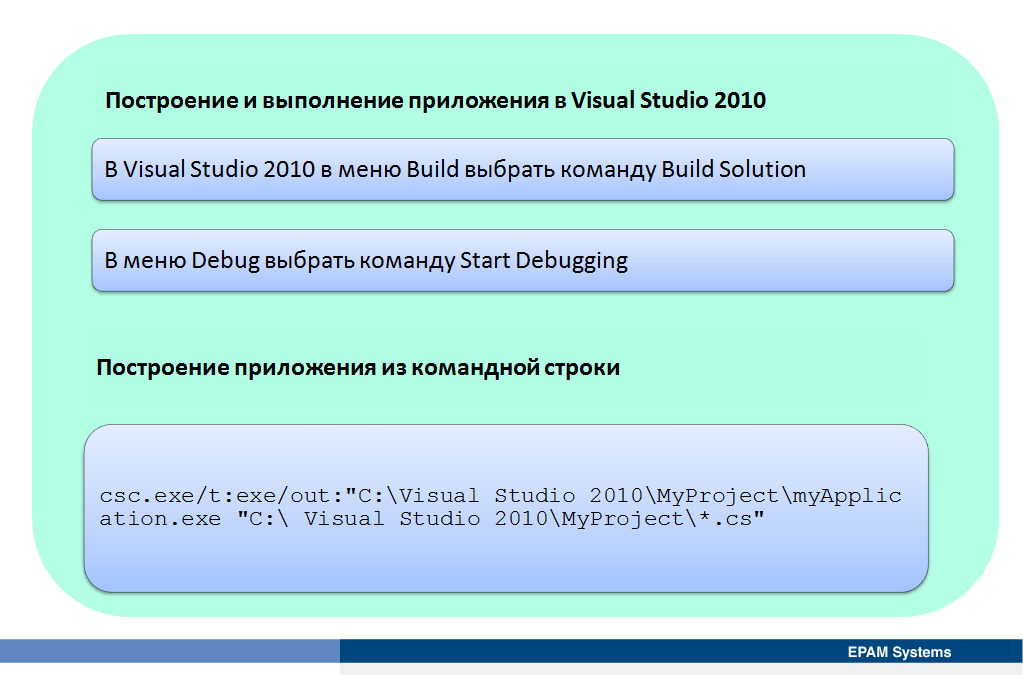 Построение и выполнение приложения в Visual Studio 2010
В Visual Studio 2010 в меню Build выбрать команду Build Solution
В меню Debug выбрать команду Start Debugging
Построение приложения из командной строки
csc.exe/t:exe/out:"C:\Visual Studio 2010\MyProject\myApplic
ation.exe "C:\ Visual Studio 2010\MyProject\*.cs"
EPAM Systems